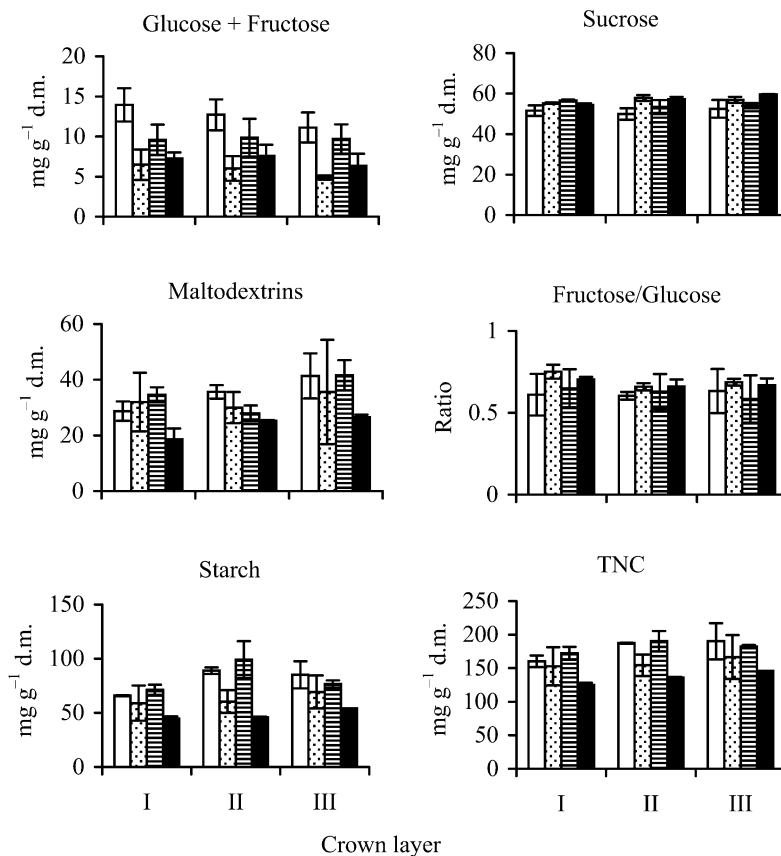 Glucose + Fructose
mg g⁻¹ d.m.
20
15
10
5
0
Sucrose
mg g⁻¹ d.m.
80
60
40
20
0
Maltodextrins
mg g⁻¹ d.m.
60
40
20
0
Fructose/Glucose
Ratio
1
0.5
0
Starch
mg g⁻¹ d.m.
150
100
50
0
I II III
TNC
mg g⁻¹ d.m.
250
200
150
100
50
0
I II III
Crown layer